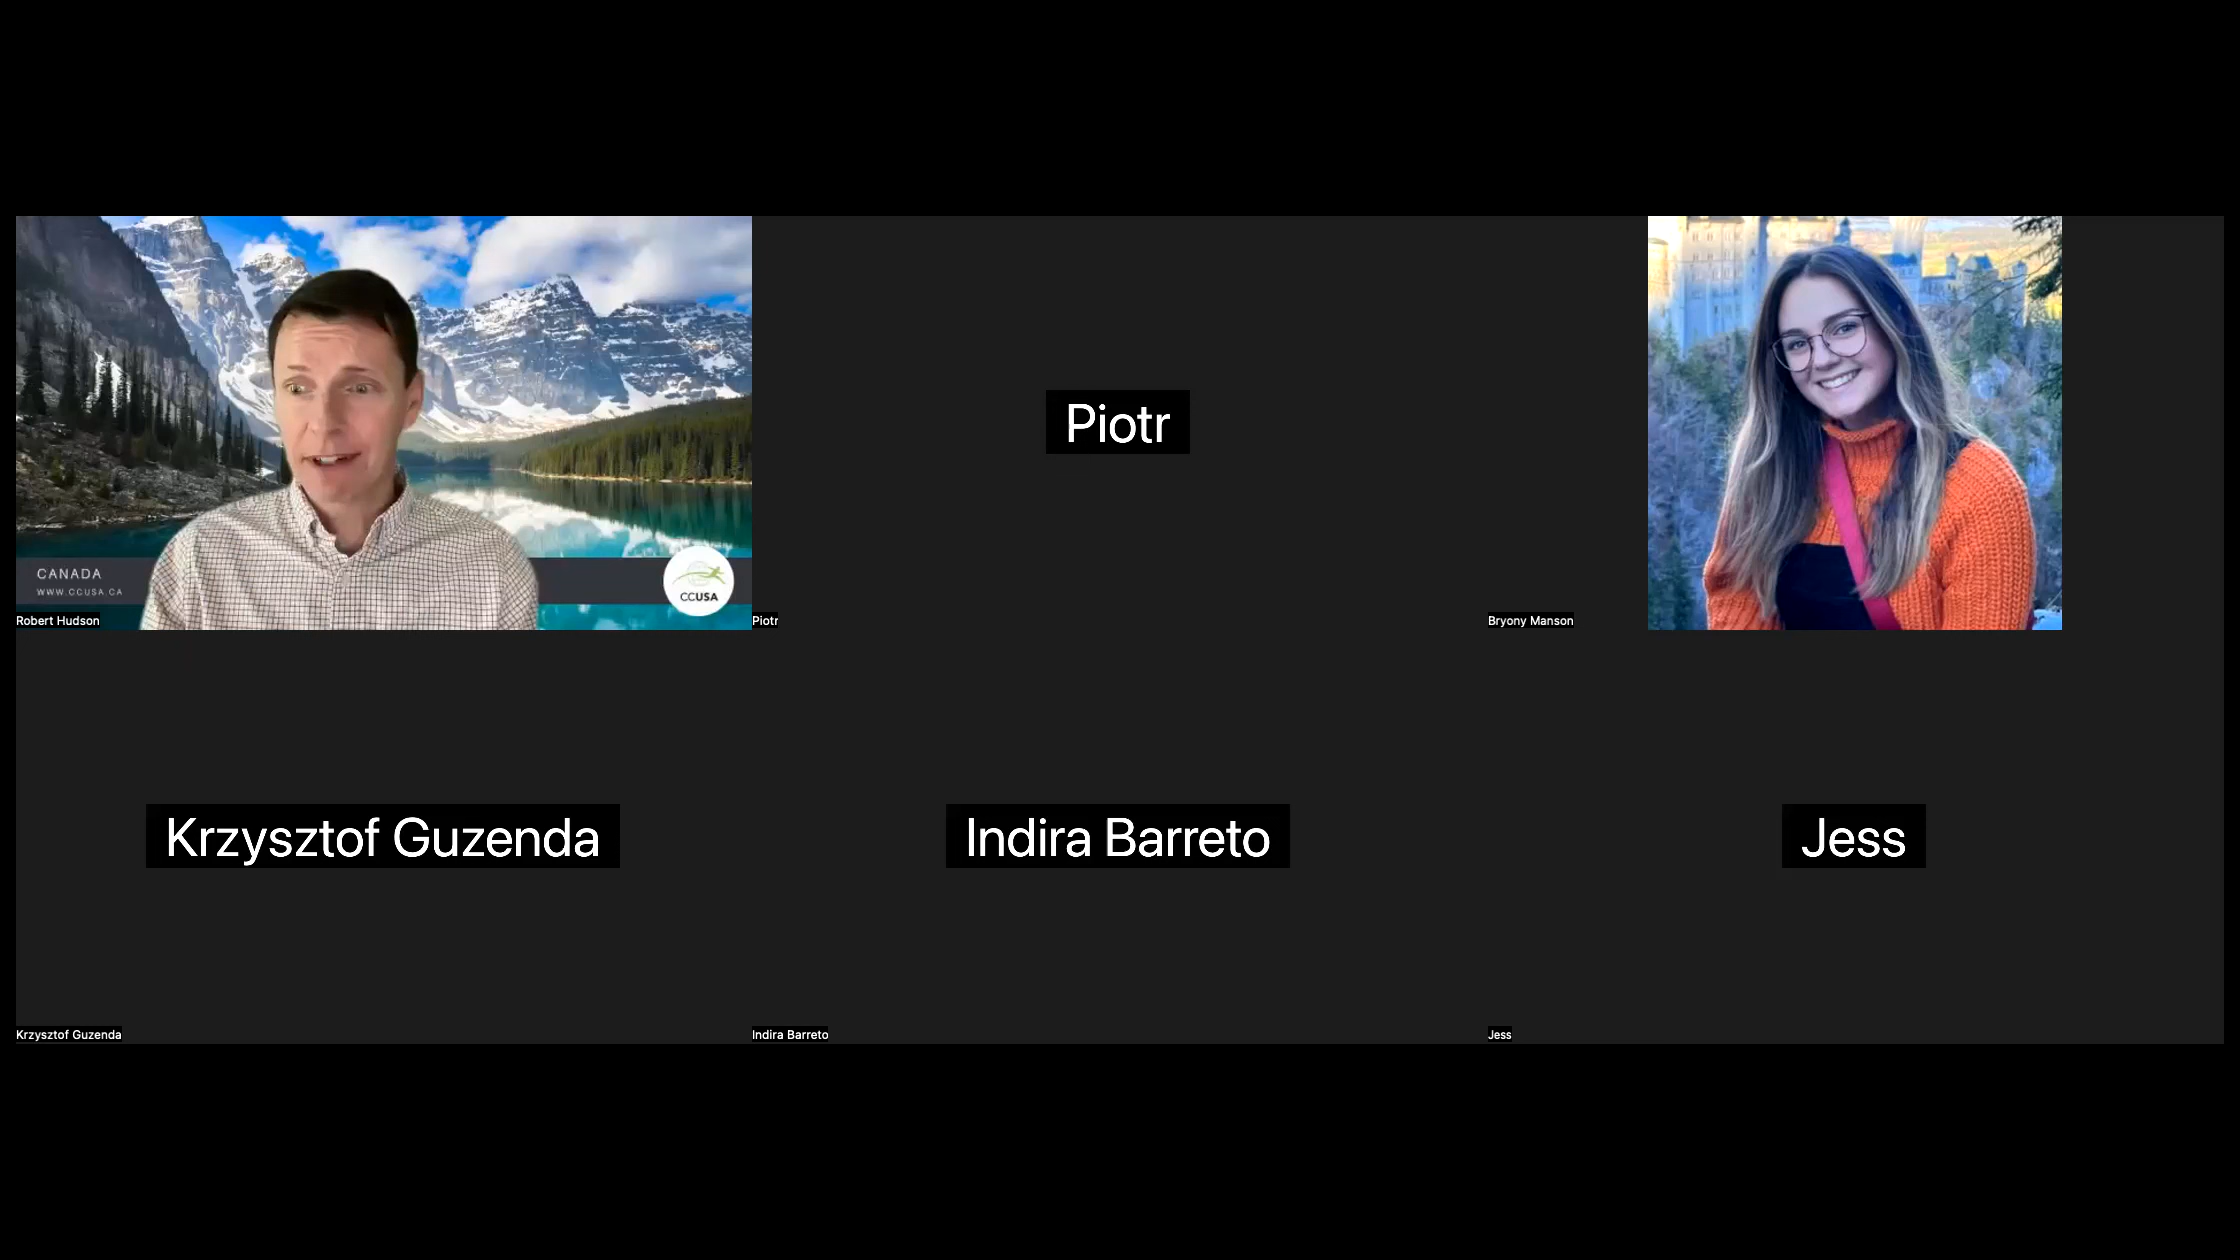 CANADA
WWW.CCUSA.CA
CCUSA
Robert Hudson
Piotr
Piotr
Bryony Manson
Krzysztof Guzenda
Krzysztof Guzenda
Indira Barreto
Indira Barreto
Jess
Jess